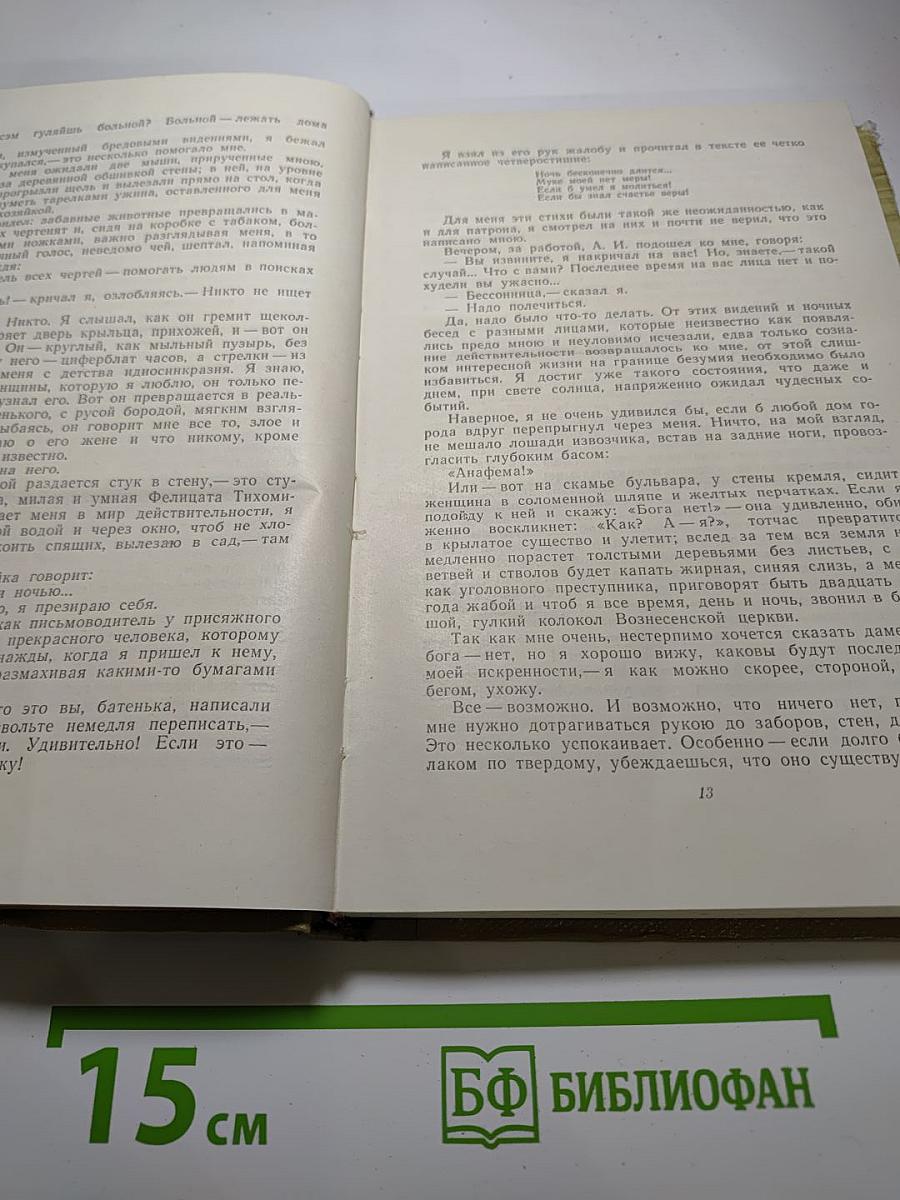 сэм гуляйшь больной? Больной — лежать дома
, измученный бредовыми видениями, я бежал
купался,— это несколько помогало мне.
меня ожидали две мыши, прирученные мною,
за деревянной обшивкой стены; в ней, на уровне
прогрызли щель и вылезали прямо на стол, когда
шуметь тарелками ужина, оставленного для меня
хозяйкой.
видел: забавные животные превращались в ма-
х чертенят и, сидя на коробке с табаком, бол-
ми ножками, важно разглядывая меня, в то
чный голос, неведомо чей, шептал, напоминая
ждя:
ель всех чертей — помогать людям в поисках
ь! — кричал я, озлобляясь.— Никто не ищет
Никто. Я слышал, как он гремит щекол-
ряет дверь крыльца, прихожей, и — вот он
Он — круглый, как мыльный пузырь, без
у него — циферблат часов, а стрелки — из
меня с детства идиосинкразия. Я знаю,
нщины, которую я люблю, он только пе-
узнал его. Вот он превращается в реаль-
енького, с русой бородой, мягким взгля-
ыбаясь, он говорит мне все то, злое и
аю о его жене и что никому, кроме
известно.
на него.
ой раздается стук в стену,— это сту-
а, милая и умная Фелицата Тихоми-
ает меня в мир действительности, я
ой водой и через окно, чтоб не хло-
коить спящих, вылезаю в сад,— там
йка говорит:
и ночью...
о, я презираю себя.
как письмоводитель у присяжного
прекрасного человека, которому
нажды, когда я пришел к нему,
размахивая какими-то бумагами
то это вы, батенька, написали
звольте немедля переписать,—
и. Удивительно! Если это —
ку!
Я взял из его рук жалобу и прочитал в тексте ее четко
написанное четверостишие:
Ночь бесконечно длится...
Муке моей нет меры!
Если б умел я молиться!
Если бы знал счастье веры!
Для меня эти стихи были такой же неожиданностью, как
и для патрона, я смотрел на них и почти не верил, что это
написано мною.
Вечером, за работой, А. И. подошел ко мне, говоря:
— Вы извините, я накричал на вас! Но, знаете,— такой
случай... Что с вами? Последнее время на вас лица нет и по-
худели вы ужасно...
— Бессонница,— сказал я.
— Надо полечиться.
Да, надо было что-то делать. От этих видений и ночных
бесед с разными лицами, которые неизвестно как появля-
лись предо мною и неуловимо исчезали, едва только созна-
ние действительности возвращалось ко мне, от этой слиш-
ком интересной жизни на границе безумия необходимо было
избавиться. Я достиг уже такого состояния, что даже и
днем, при свете солнца, напряженно ожидал чудесных со-
бытий.
Наверное, я не очень удивился бы, если б любой дом го-
рода вдруг перепрыгнул через меня. Ничто, на мой взгляд,
не мешало лошади извозчика, встав на задние ноги, провоз-
гласить глубоким басом:
«Анафема!»
Или — вот на скамье бульвара, у стены кремля, сидит
женщина в соломенной шляпе и желтых перчатках. Если я
подойду к ней и скажу: «Бога нет!» — она удивленно, оби
женно воскликнет: «Как? А — я?», тотчас превратитс
в крылатое существо и улетит; вслед за тем вся земля н
медленно порастет толстыми деревьями без листьев, с
ветвей и стволов будет капать жирная, синяя слизь, а ме
как уголовного преступника, приговорят быть двадцать
года жабой и чтоб я все время, день и ночь, звонил в б
шой, гулкий колокол Вознесенской церкви.
Так как мне очень, нестерпимо хочется сказать даме
бога — нет, но я хорошо вижу, каковы будут послед
моей искренности,— я как можно скорее, стороной,
бегом, ухожу.
Все — возможно. И возможно, что ничего нет, п
мне нужно дотрагиваться рукою до заборов, стен, д
Это несколько успокаивает. Особенно — если долго б
лаком по твердому, убеждаешься, что оно существу
13
15 см
БФ БИБЛИОФАН